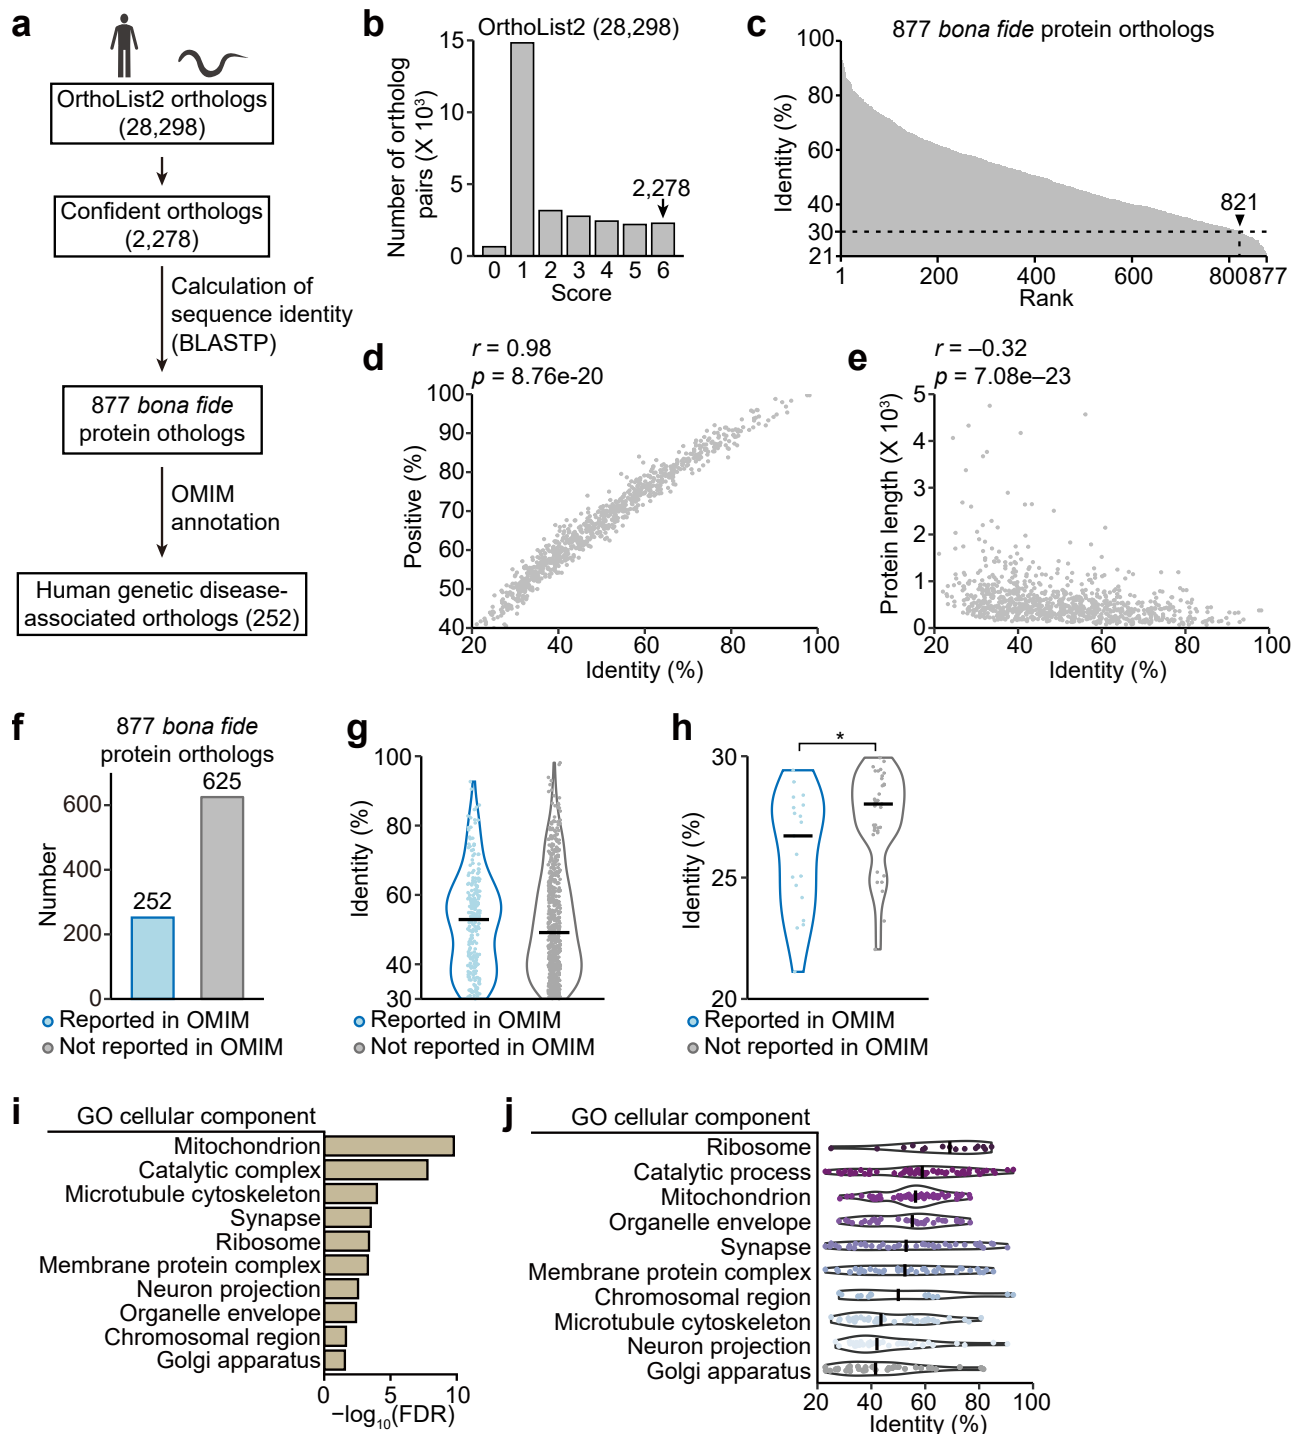 a
OrthoList2 orthologs
(28,298)
Confident orthologs
(2,278)
Calculation of
sequence identity
(BLASTP)
877 bona fide
protein othologs
OMIM
annotation
Human genetic disease-
associated orthologs (252)
b
OrthoList2 (28,298)
Number of ortholog
pairs (X 10³)
15
10
5
0
2,278
0 1 2 3 4 5 6
Score
c
877 bona fide protein orthologs
Identity (%)
100
80
60
40
30
21
821
1 200 400 600 800 877
Rank
d
r = 0.98
p = 8.76e-20
Positive (%)
100
90
80
70
60
50
40
20 40 60 80 100
Identity (%)
e
r = –0.32
p = 7.08e–23
Protein length (X 10³)
5
4
3
2
1
0
20 40 60 80 100
Identity (%)
f
877 bona fide
protein orthologs
Number
600
400
200
0
625
252
Reported in OMIM
Not reported in OMIM
g
Identity (%)
100
80
60
40
30
Reported in OMIM
Not reported in OMIM
h
Identity (%)
30
25
20
*
Reported in OMIM
Not reported in OMIM
i
GO cellular component
Mitochondrion
Catalytic complex
Microtubule cytoskeleton
Synapse
Ribosome
Membrane protein complex
Neuron projection
Organelle envelope
Chromosomal region
Golgi apparatus
0 5 10
−log₁₀(FDR)
j
GO cellular component
Ribosome
Catalytic process
Mitochondrion
Organelle envelope
Synapse
Membrane protein complex
Chromosomal region
Microtubule cytoskeleton
Neuron projection
Golgi apparatus
20 40 60 80 100
Identity (%)